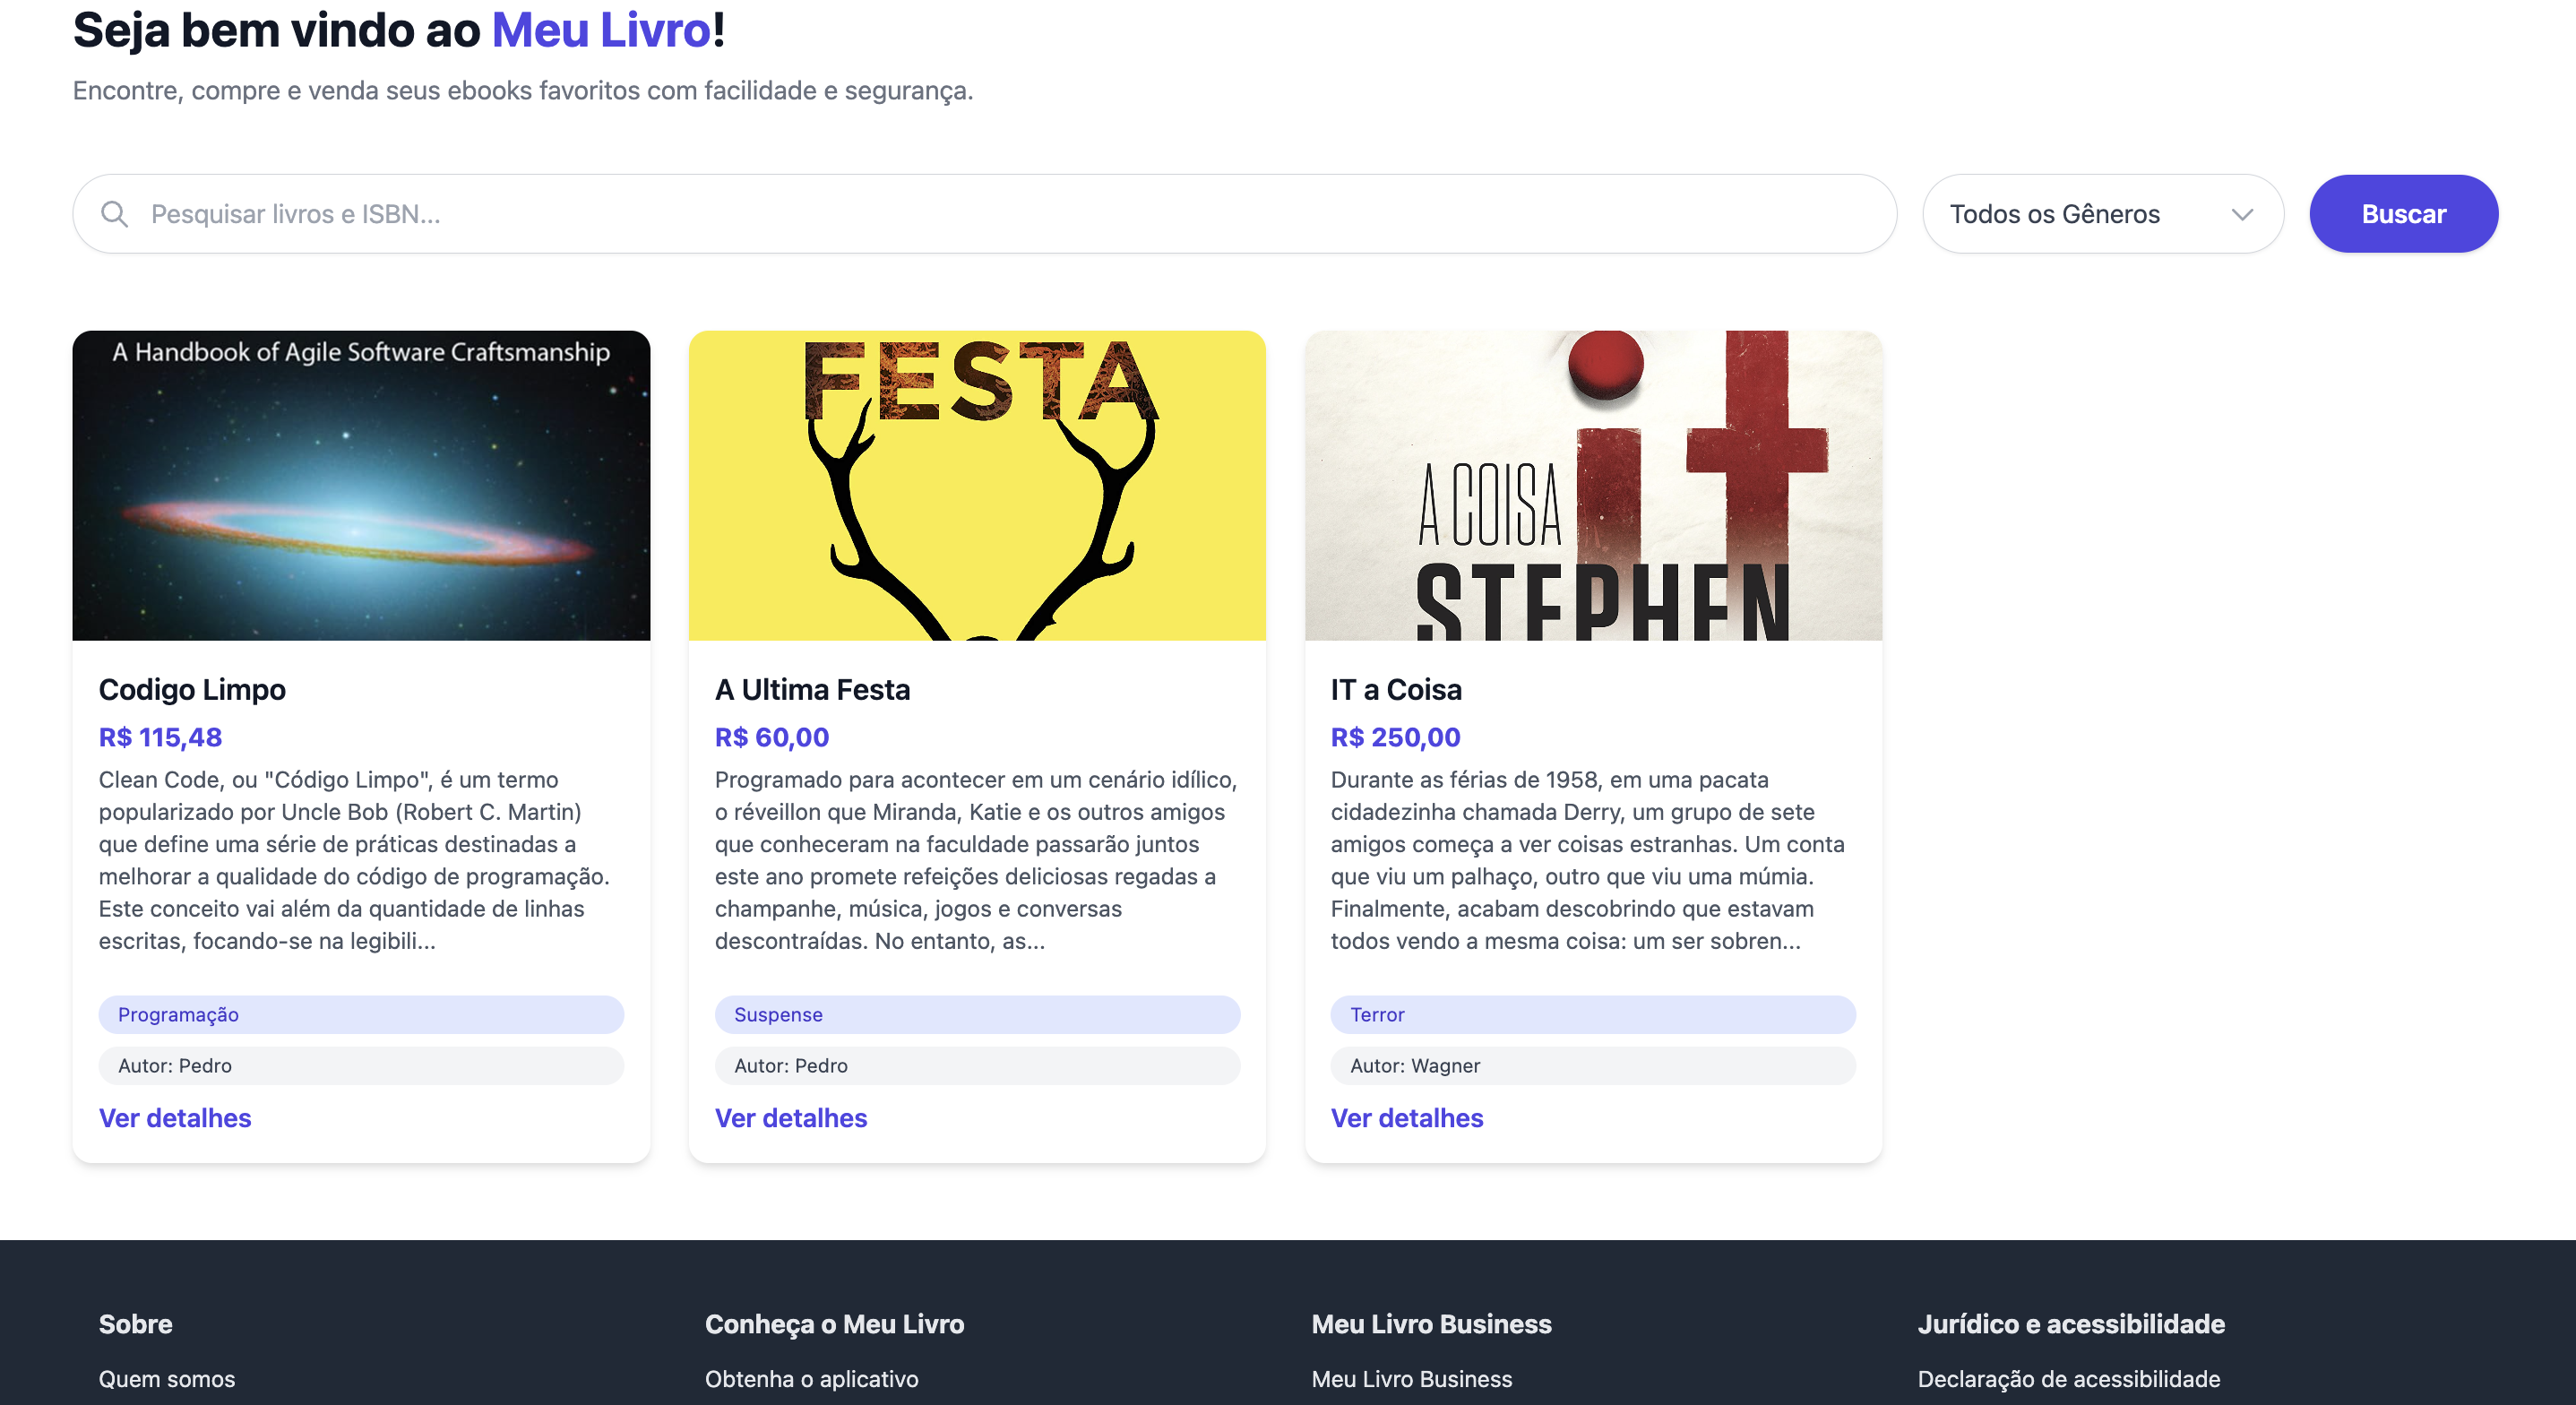 Seja bem vindo ao Meu Livro!
Encontre, compre e venda seus ebooks favoritos com facilidade e segurança.
Pesquisar livros e ISBN...
Todos os Gêneros
Buscar
A Handbook of Agile Software Craftsmanship
Codigo Limpo
R$ 115,48
Clean Code, ou "Código Limpo", é um termo
popularizado por Uncle Bob (Robert C. Martin)
que define uma série de práticas destinadas a
melhorar a qualidade do código de programação.
Este conceito vai além da quantidade de linhas
escritas, focando-se na legibili...
Programação
Autor: Pedro
Ver detalhes
FESTA
A Ultima Festa
R$ 60,00
Programado para acontecer em um cenário idílico,
o réveillon que Miranda, Katie e os outros amigos
que conheceram na faculdade passarão juntos
este ano promete refeições deliciosas regadas a
champanhe, música, jogos e conversas
descontraídas. No entanto, as...
Suspense
Autor: Pedro
Ver detalhes
it
A COISA
STEPHEN
IT a Coisa
R$ 250,00
Durante as férias de 1958, em uma pacata
cidadezinha chamada Derry, um grupo de sete
amigos começa a ver coisas estranhas. Um conta
que viu um palhaço, outro que viu uma múmia.
Finalmente, acabam descobrindo que estavam
todos vendo a mesma coisa: um ser sobren...
Terror
Autor: Wagner
Ver detalhes
Sobre
Quem somos
Conheça o Meu Livro
Obtenha o aplicativo
Meu Livro Business
Meu Livro Business
Jurídico e acessibilidade
Declaração de acessibilidade